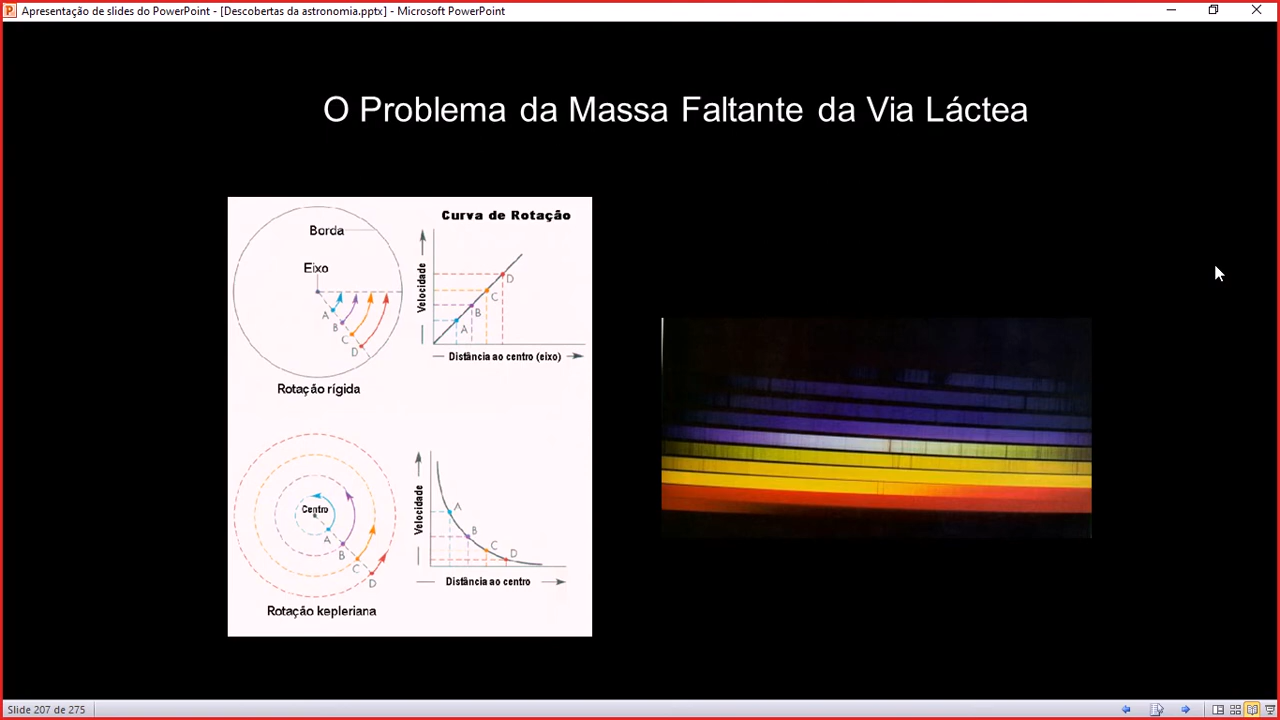 Apresentação de slides do PowerPoint - [Descobertas da astronomia.pptx] - Microsoft PowerPoint
O Problema da Massa Faltante da Via Láctea
Borda
Eixo
A
B
C
D
Rotação rígida
Curva de Rotação
Velocidade
A
B
C
D
Distância ao centro (eixo)
Centro
A
B
C
D
Rotação kepleriana
Velocidade
A
B
C
D
Distância ao centro
Slide 207 de 275